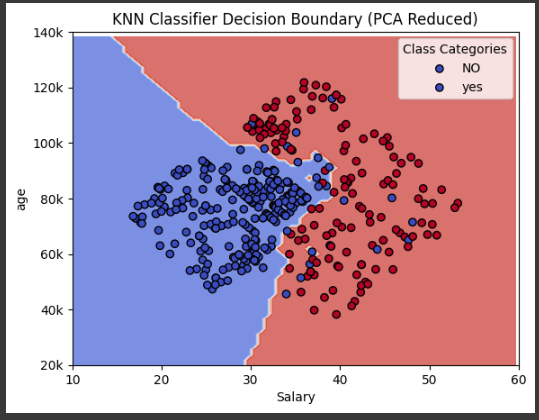 KNN Classifier Decision Boundary (PCA Reduced)
140k
120k
100k
80k
60k
40k
20k
age
Class Categories
NO
yes
10 20 30 40 50 60
Salary